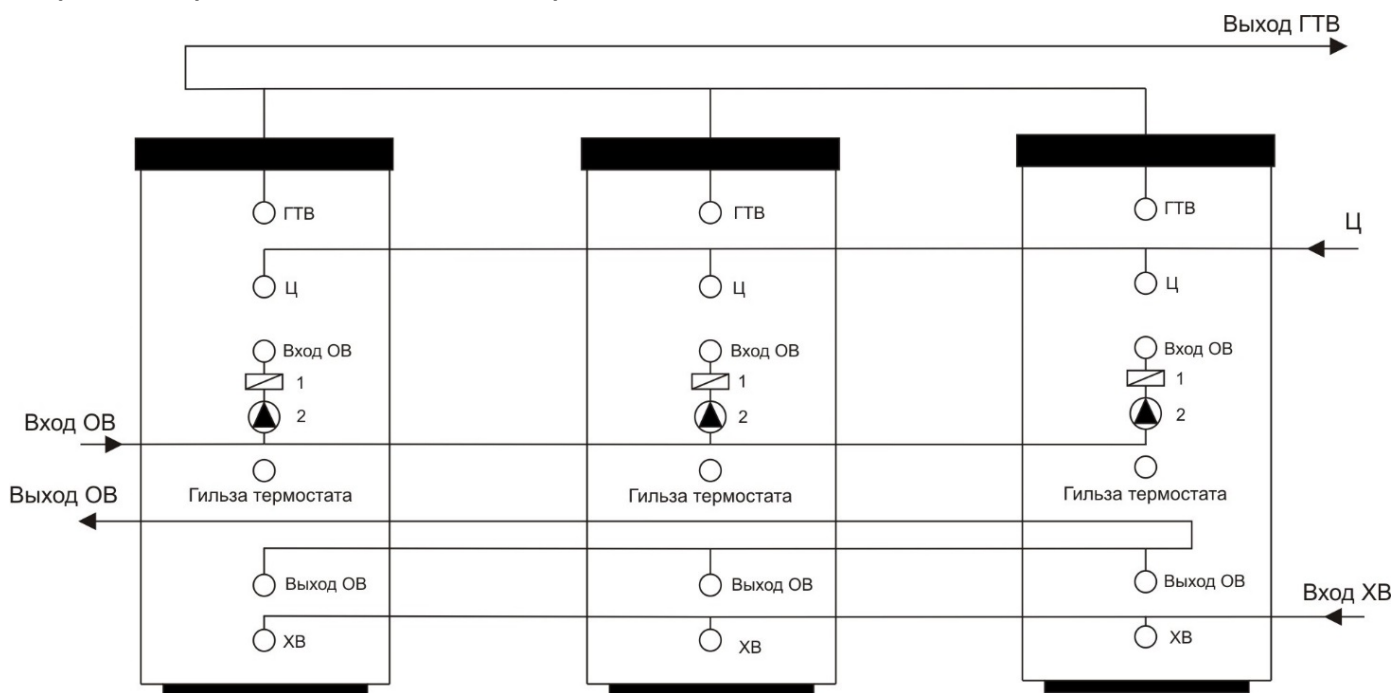 Выход ГТВ
ГТВ
ГТВ
ГТВ
Ц
Ц
Ц
Ц
Вход ОВ
Вход ОВ
Вход ОВ
1
1
1
Вход ОВ
2
2
2
Гильза термостата
Гильза термостата
Гильза термостата
Выход ОВ
Выход ОВ
Выход ОВ
Выход ОВ
Вход ХВ
ХВ
ХВ
ХВ